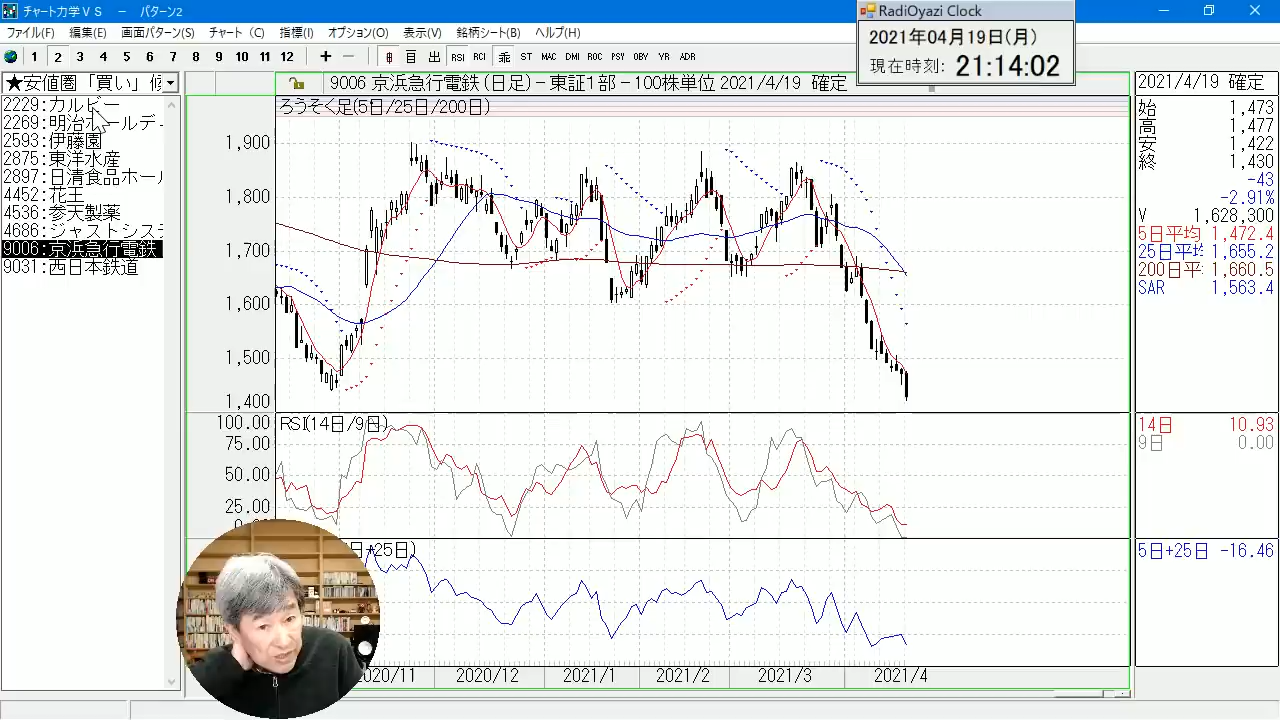 チャート力学ＶＳ － パターン2
RadiOyazi Clock
2021年04月19日(月)
現在時刻: 21:14:02
ファイル(F) 編集(E) 画面パターン(S) チャート (C) 指標(I) オプション(O) 表示(V) 銘柄シート(B) ヘルプ(H)
1 2 3 4 5 6 7 8 9 10 11 12 + － 日 出 RSI RCI 乖 ST MAC DMI ROC PSY OBV VR ADR
★安値圏「買い」候
9006 京浜急行電鉄 (日足)－東証1部－100株単位 2021/4/19 確定
2021/4/19 確定
2229:カルビー
2269:明治ホールデ
2593:伊藤園
2875:東洋水産
2897:日清食品ホール
4452:花王
4536:参天製薬
4686:ジャストシステ
9006:京浜急行電鉄
9031:西日本鉄道
ろうそく足(5日/25日/200日)
1,900
1,800
1,700
1,600
1,500
1,400
始 1,473
高 1,477
安 1,422
終 1,430
-43
-2.91%
V 1,628,300
5日平均 1,472.4
25日平均 1,655.2
200日平 1,660.5
SAR 1,563.4
RSI(14日/9日)
100.00
75.00
50.00
25.00
14日 10.93
9日 0.00
日+25日)
5日+25日 -16.46
2020/12 2021/1 2021/2 2021/3 2021/4